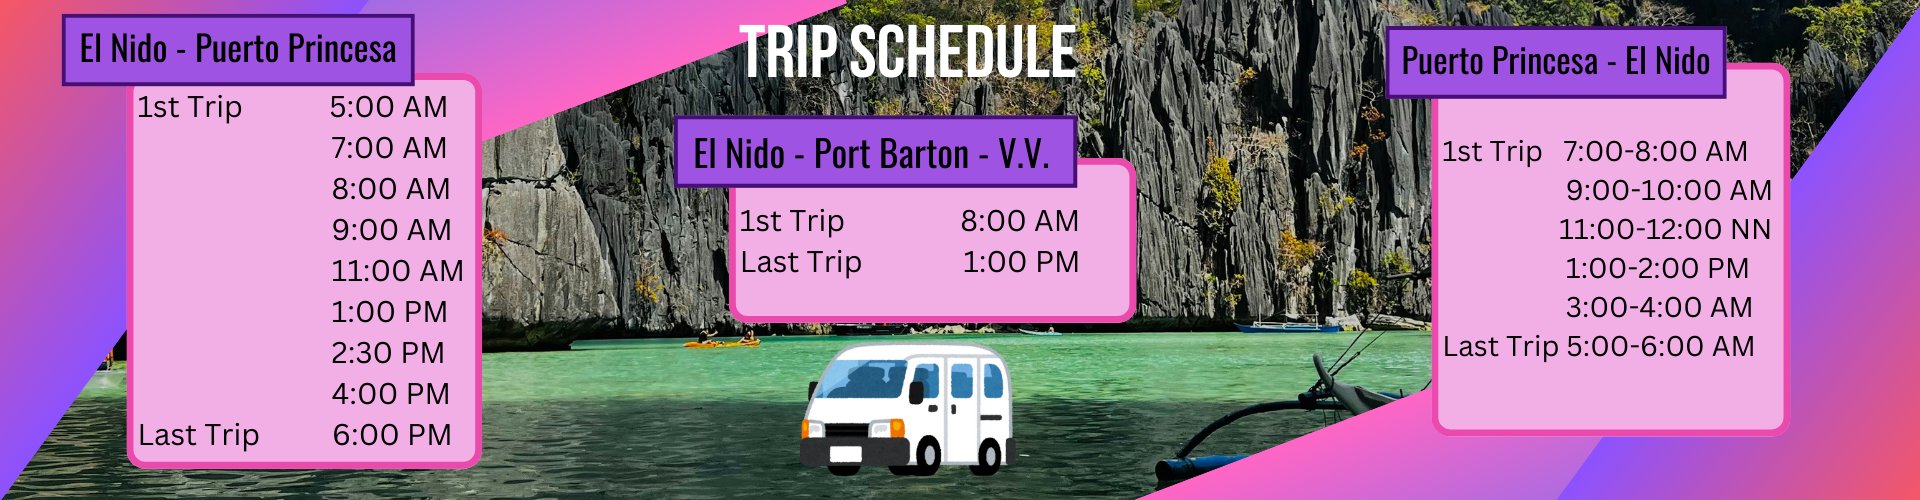 TRIP SCHEDULE
El Nido - Puerto Princesa
1st Trip 5:00 AM
7:00 AM
8:00 AM
9:00 AM
11:00 AM
1:00 PM
2:30 PM
4:00 PM
Last Trip 6:00 PM
El Nido - Port Barton - V.V.
1st Trip 8:00 AM
Last Trip 1:00 PM
Puerto Princesa - El Nido
1st Trip 7:00-8:00 AM
9:00-10:00 AM
11:00-12:00 NN
1:00-2:00 PM
3:00-4:00 AM
Last Trip 5:00-6:00 AM